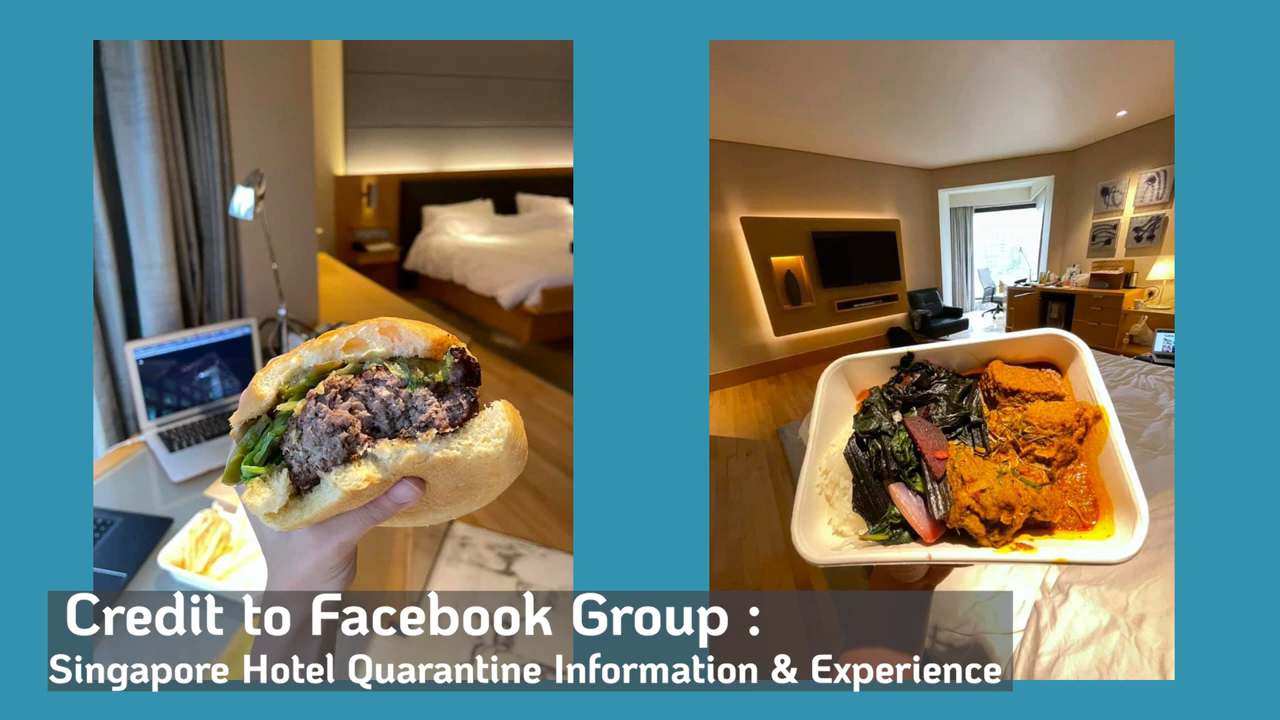 Credit to Facebook Group :
Singapore Hotel Quarantine Information & Experience